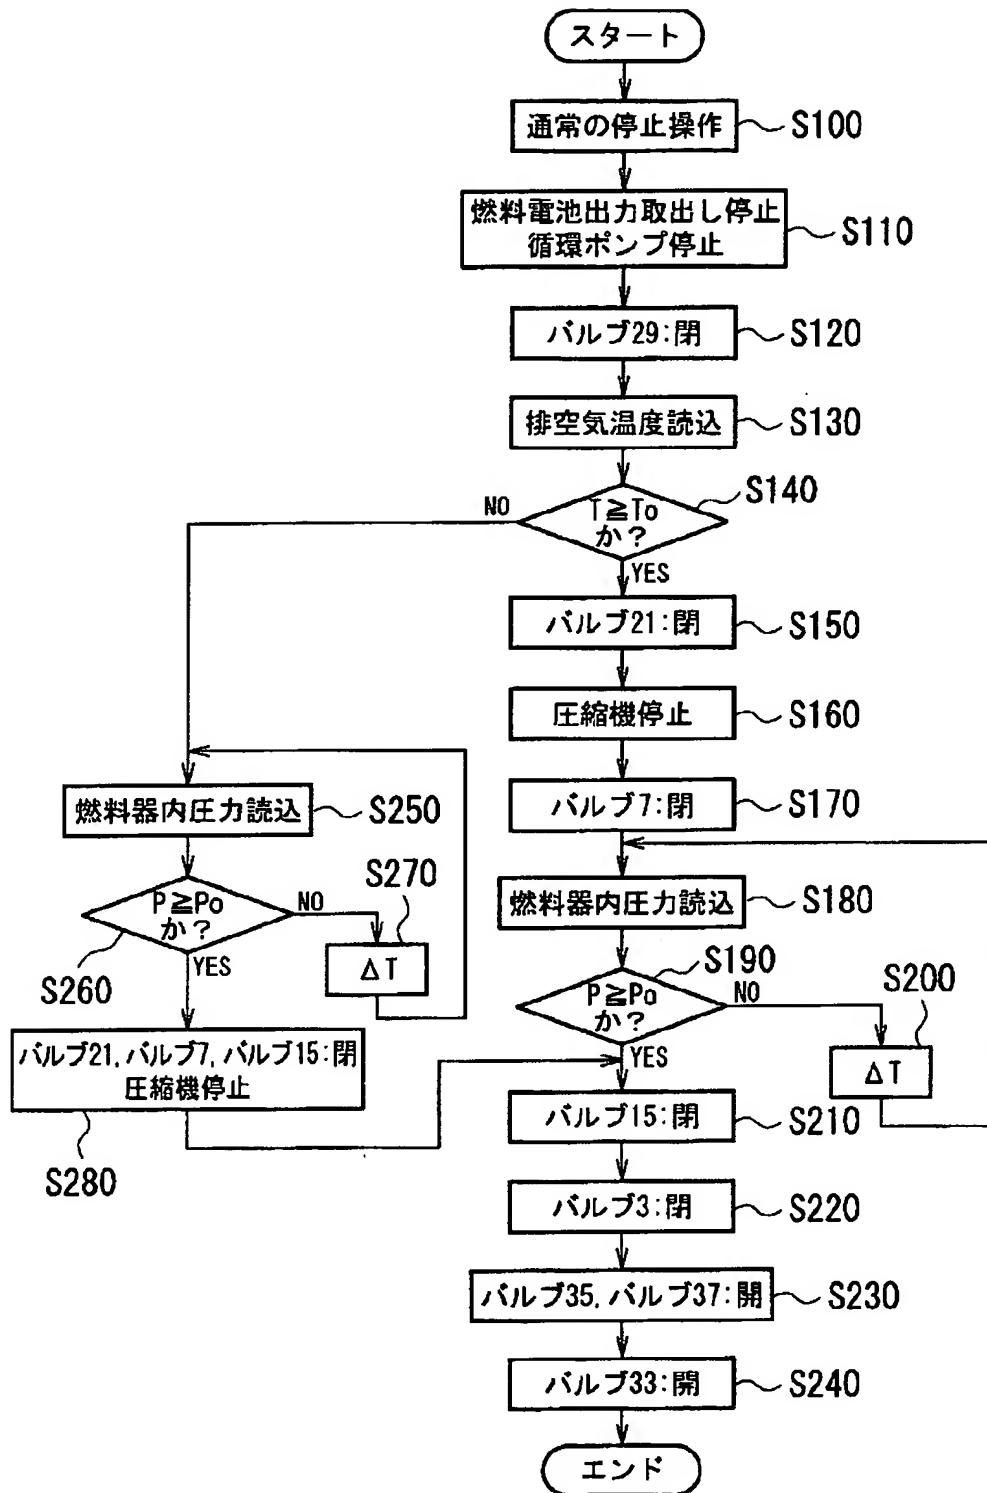 スタート
通常の停止操作
S100
燃料電池出力取出し停止
循環ポンプ停止
S110
バルブ29:閉
S120
排空気温度読込
S130
T≧To
か?
S140
NO
YES
バルブ21:閉
S150
圧縮機停止
S160
バルブ7:閉
S170
燃料器内圧力読込
S180
P≧Po
か?
S190
NO
YES
ΔT
S200
燃料器内圧力読込
S250
P≧Po
か?
S260
NO
YES
ΔT
S270
バルブ21,バルブ7,バルブ15:閉
圧縮機停止
S280
バルブ15:閉
S210
バルブ3:閉
S220
バルブ35,バルブ37:開
S230
バルブ33:開
S240
エンド